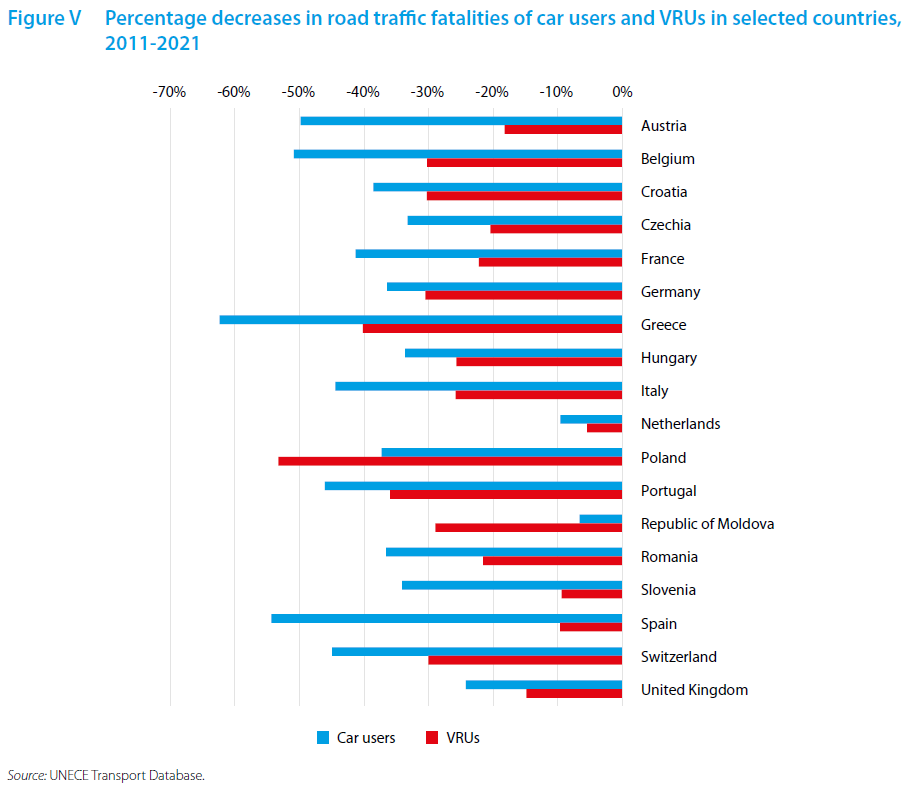 Figure V Percentage decreases in road traffic fatalities of car users and VRUs in selected countries,
2011-2021
-70% -60% -50% -40% -30% -20% -10% 0%
Austria
Belgium
Croatia
Czechia
France
Germany
Greece
Hungary
Italy
Netherlands
Poland
Portugal
Republic of Moldova
Romania
Slovenia
Spain
Switzerland
United Kingdom
Car users VRUs
Source: UNECE Transport Database.